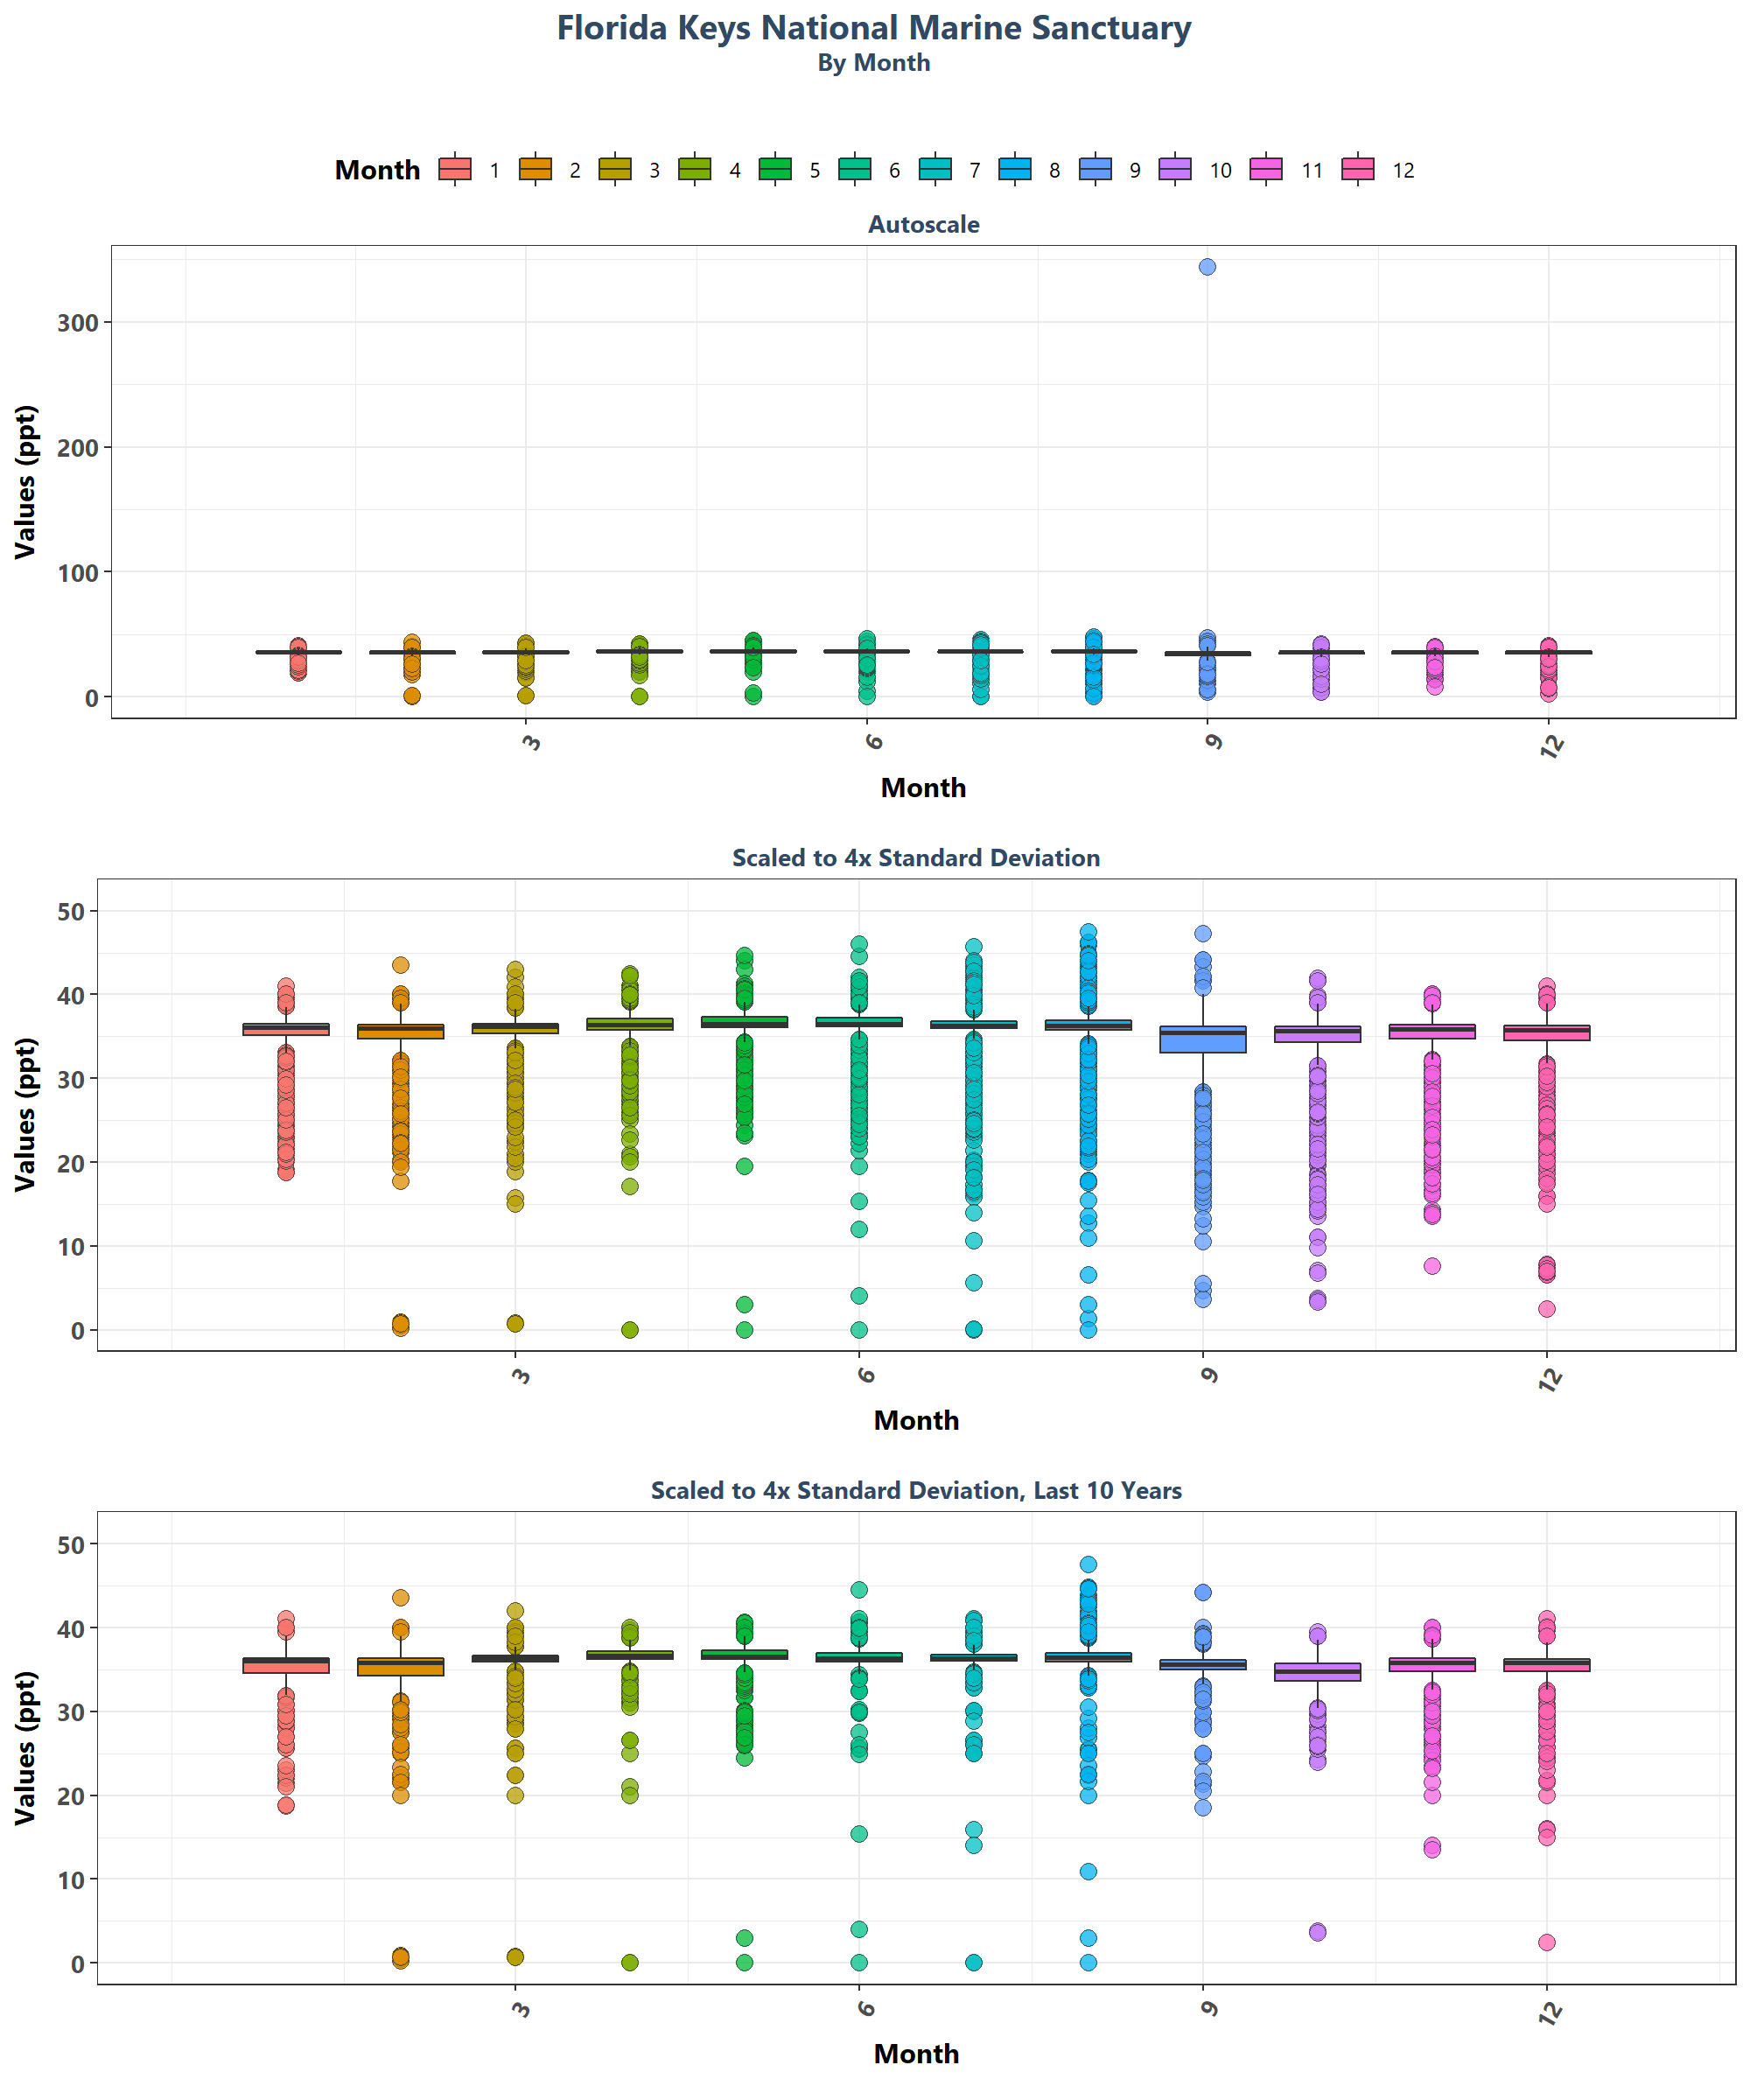 Florida Keys National Marine Sanctuary
By Month
Month 1 2 3 4 5 6 7 8 9 10 11 12
Autoscale
Values (ppt)
300
200
100
0
3 6 9 12
Month
Scaled to 4x Standard Deviation
Values (ppt)
50
40
30
20
10
0
3 6 9 12
Month
Scaled to 4x Standard Deviation, Last 10 Years
Values (ppt)
50
40
30
20
10
0
3 6 9 12
Month